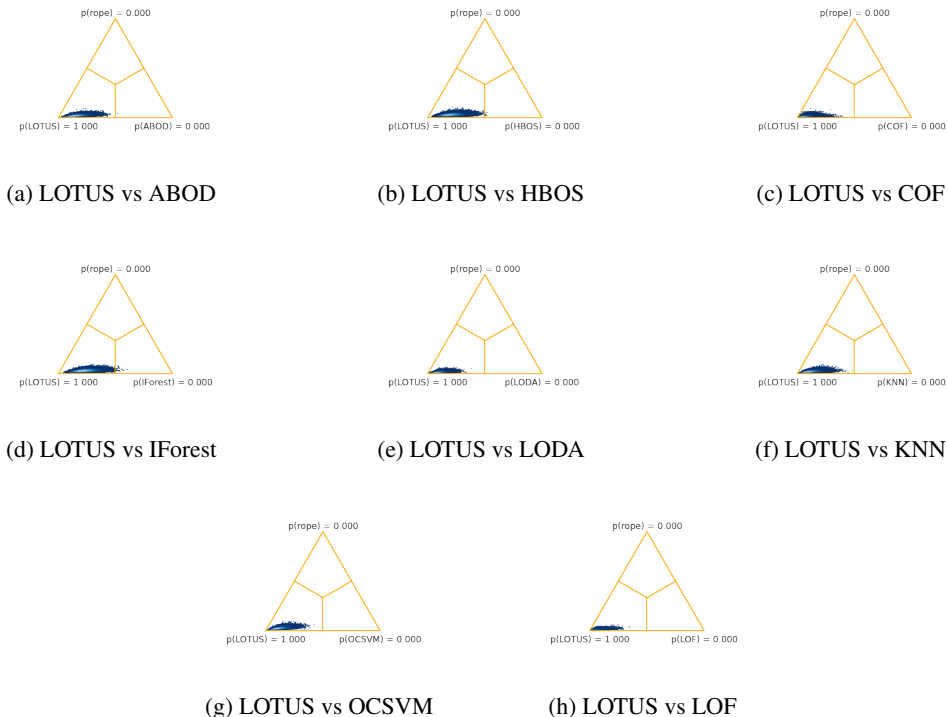 p(rope) = 0.000 p(rope) = 0.000 p(rope) = 0.000
p(LOTUS) = 1 000 p(ABOD) = 0.000 p(LOTUS) = 1 000 p(HBOS) = 0.000 p(LOTUS) = 1 000 p(COF) = 0.000
(a) LOTUS vs ABOD (b) LOTUS vs HBOS (c) LOTUS vs COF
p(rope) = 0.000 p(rope) = 0.000 p(rope) = 0.000
p(LOTUS) = 1 000 p(IForest) = 0.000 p(LOTUS) = 1 000 p(LODA) = 0.000 p(LOTUS) = 1 000 p(KNN) = 0.000
(d) LOTUS vs IForest (e) LOTUS vs LODA (f) LOTUS vs KNN
p(rope) = 0.000 p(rope) = 0.000
p(LOTUS) = 1 000 p(OCSVM) = 0.000 p(LOTUS) = 1 000 p(LOF) = 0.000
(g) LOTUS vs OCSVM (h) LOTUS vs LOF